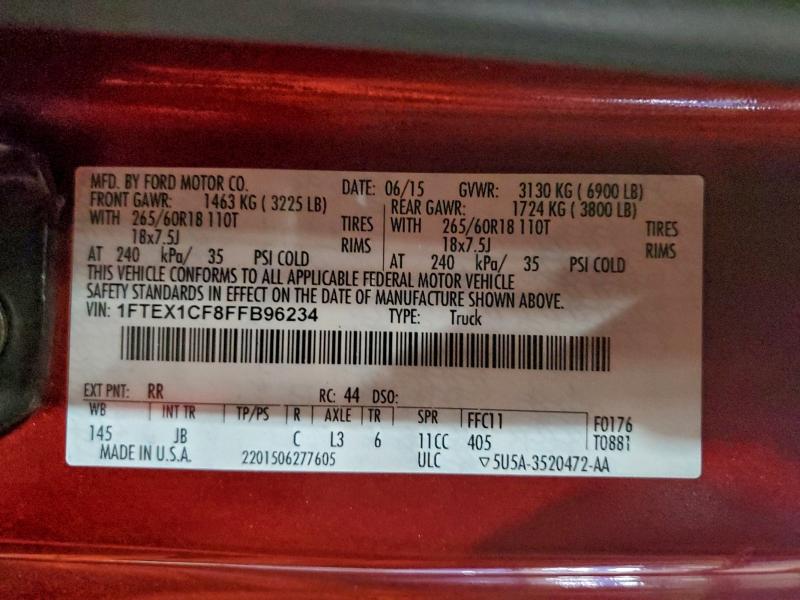 MFD. BY FORD MOTOR CO. DATE: 06/15 GVWR: 3130 KG ( 6900 LB)
FRONT GAWR: 1463 KG ( 3225 LB) REAR GAWR: 1724 KG ( 3800 LB)
WITH 265/60R18 110T TIRES WITH 265/60R18 110T TIRES
18x7.5J RIMS 18x7.5J RIMS
AT 240 kPa/ 35 PSI COLD AT 240 kPa/ 35 PSI COLD
THIS VEHICLE CONFORMS TO ALL APPLICABLE FEDERAL MOTOR VEHICLE
SAFETY STANDARDS IN EFFECT ON THE DATE OF MANUFACTURE SHOWN ABOVE.
VIN: 1FTEX1CF8FFB96234 TYPE: Truck
EXT PNT: RR RC: 44 DSO:
WB INT TR TP/PS R AXLE TR SPR FFC11 F0176
145 JB C L3 6 11CC 405 T0881
MADE IN U.S.A. 2201506277605 ULC ▽5U5A-3520472-AA